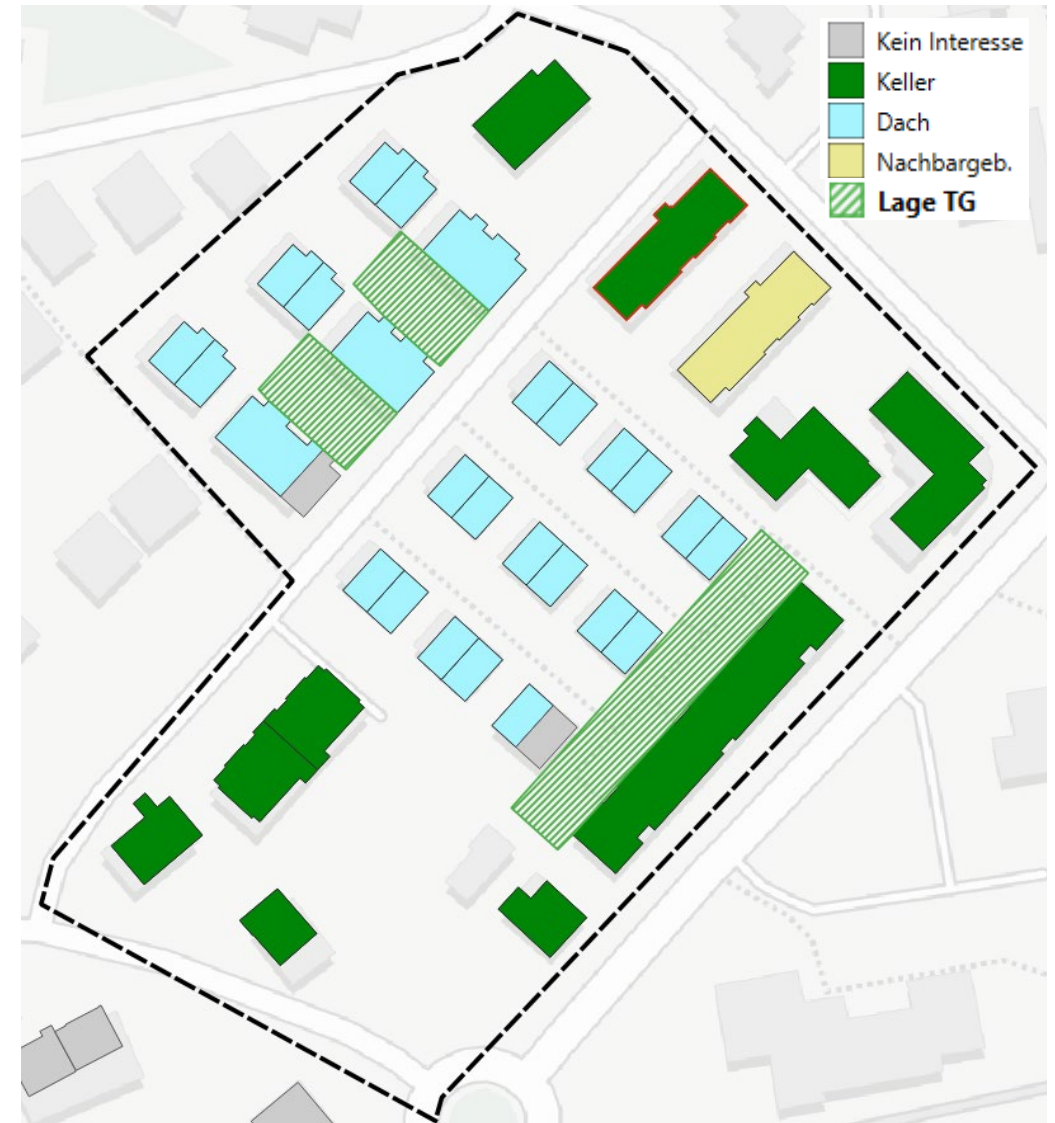 Kein Interesse
Keller
Dach
Nachbargeb.
Lage TG